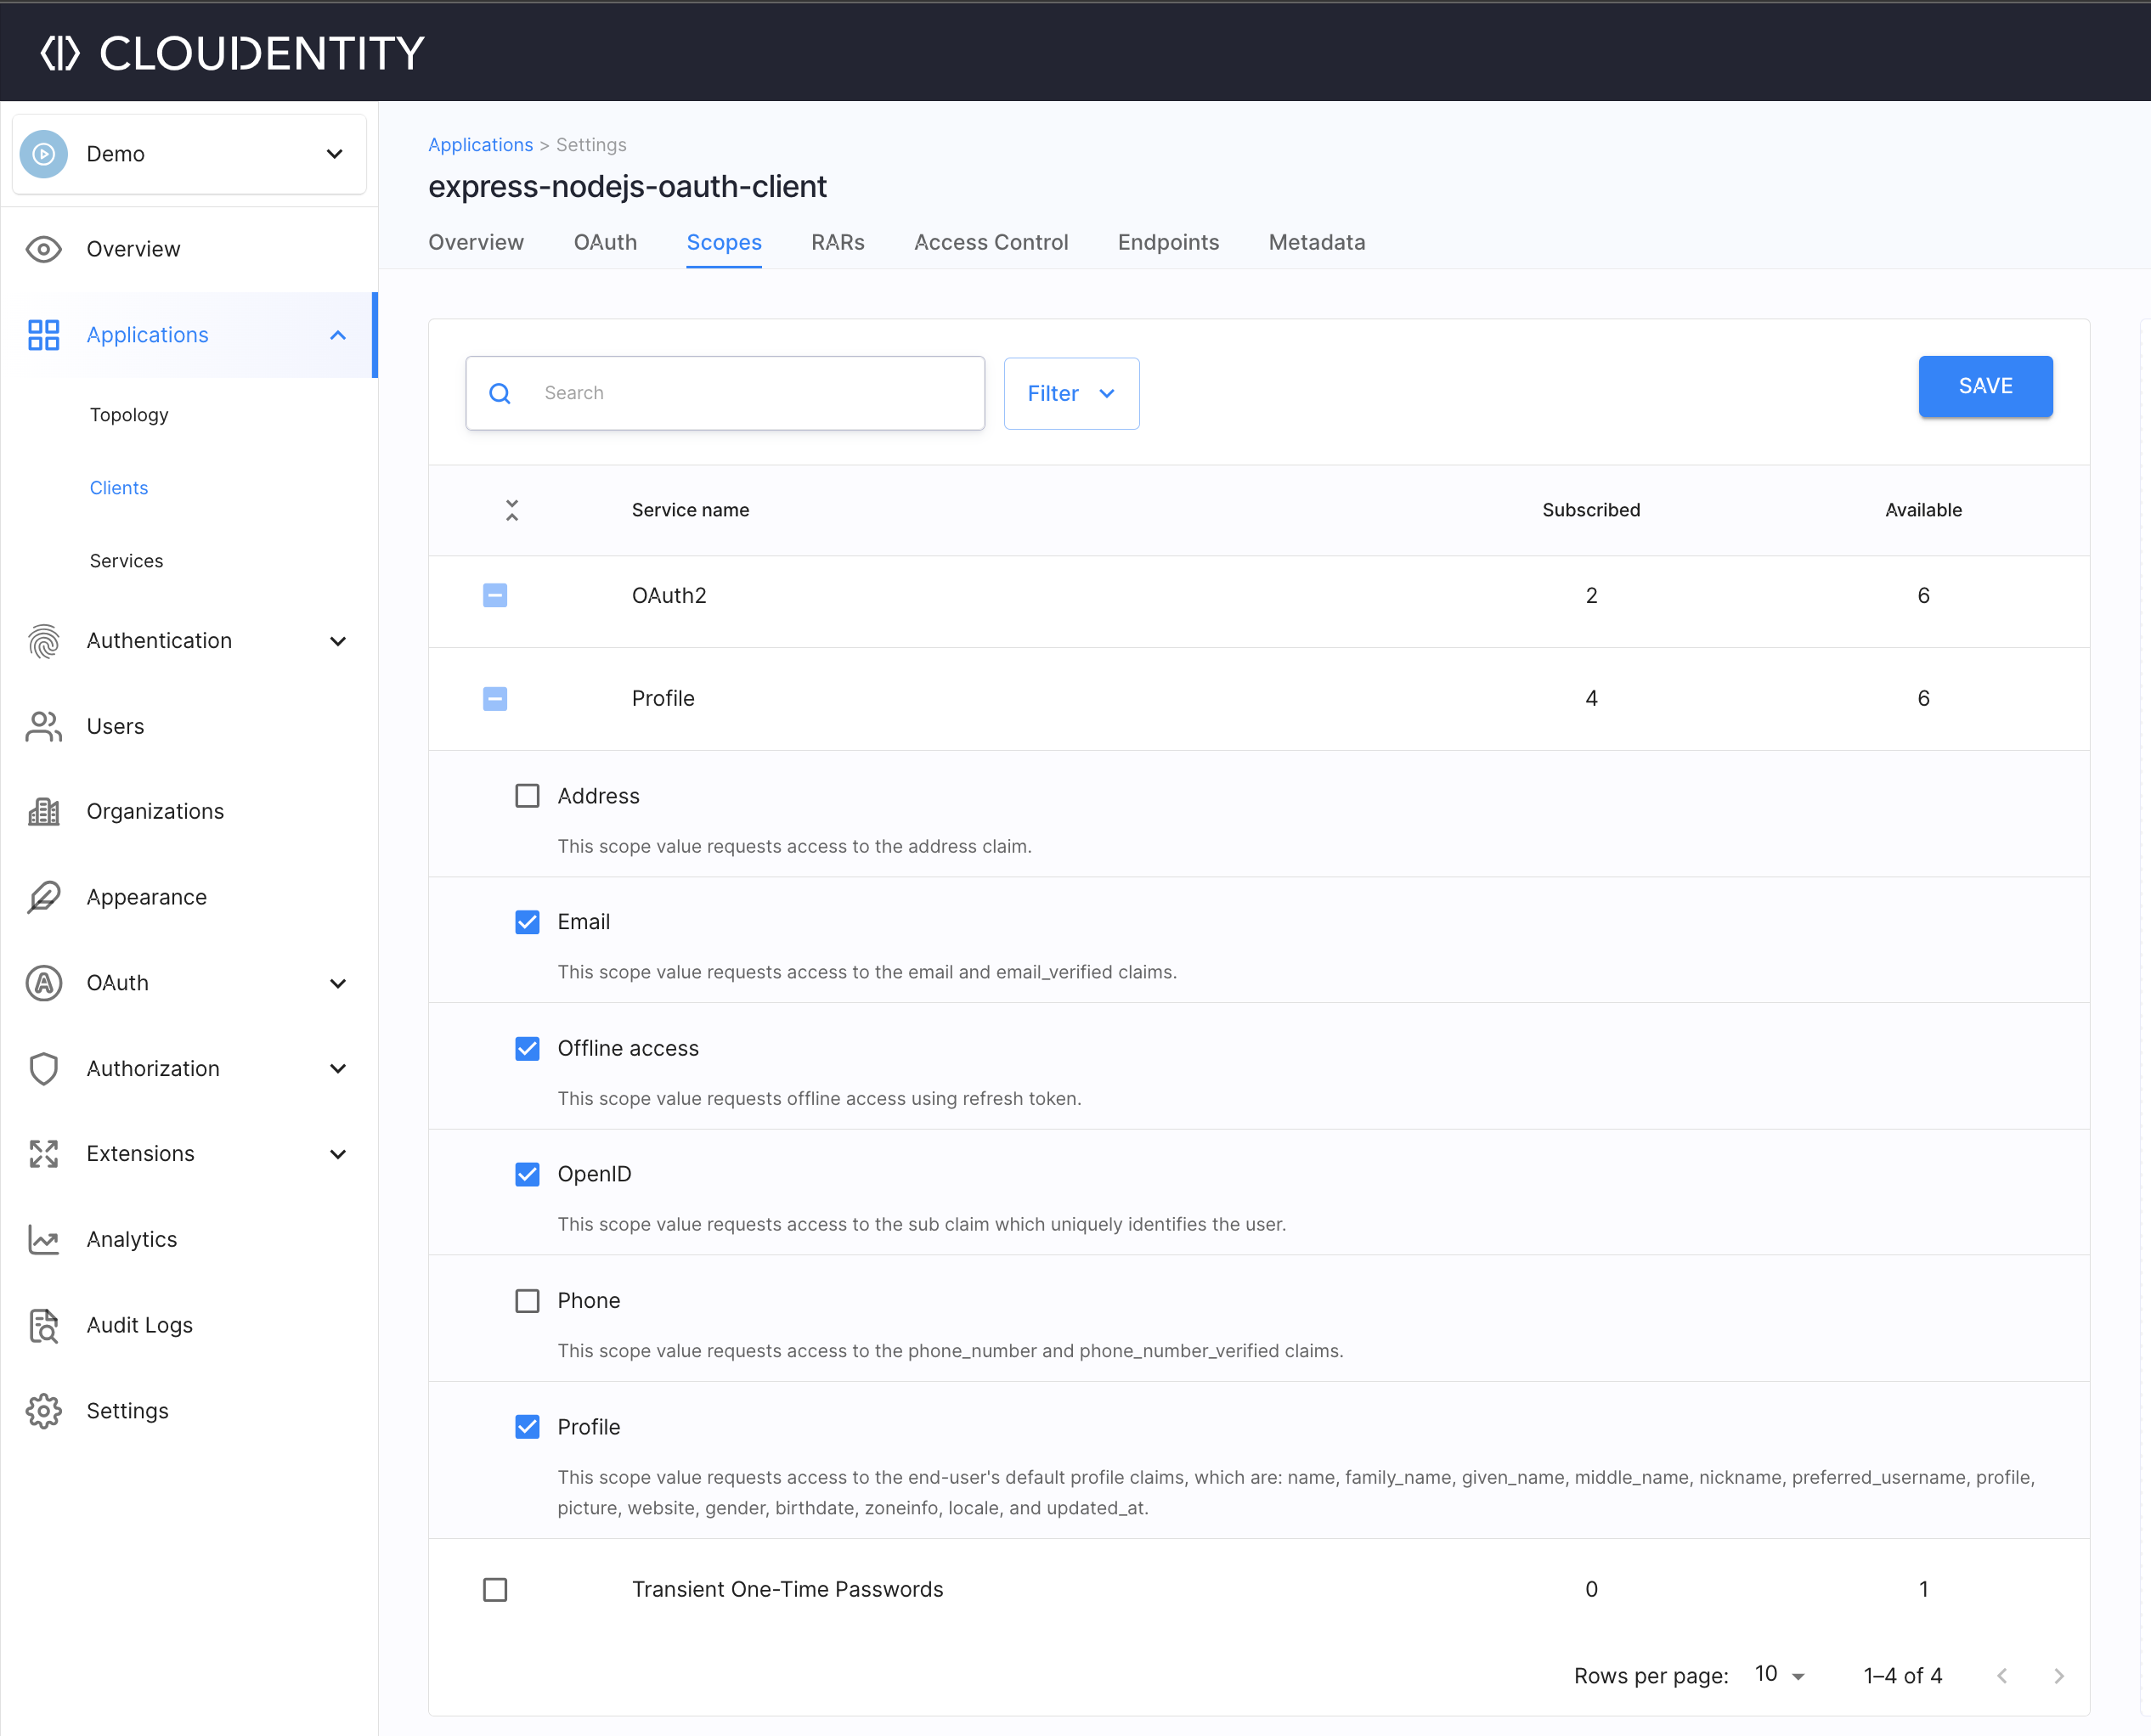 CLOUDENTITY
Demo
Overview
Applications
Topology
Clients
Services
Authentication
Users
Organizations
Appearance
OAuth
Authorization
Extensions
Analytics
Audit Logs
Settings
Applications > Settings
express-nodejs-oauth-client
Overview OAuth Scopes RARs Access Control Endpoints Metadata
Search Filter SAVE
Service name Subscribed Available
OAuth2 2 6
Profile 4 6
Address
This scope value requests access to the address claim.
Email
This scope value requests access to the email and email_verified claims.
Offline access
This scope value requests offline access using refresh token.
OpenID
This scope value requests access to the sub claim which uniquely identifies the user.
Phone
This scope value requests access to the phone_number and phone_number_verified claims.
Profile
This scope value requests access to the end-user's default profile claims, which are: name, family_name, given_name, middle_name, nickname, preferred_username, profile,
picture, website, gender, birthdate, zoneinfo, locale, and updated_at.
Transient One-Time Passwords 0 1
Rows per page: 10 1–4 of 4